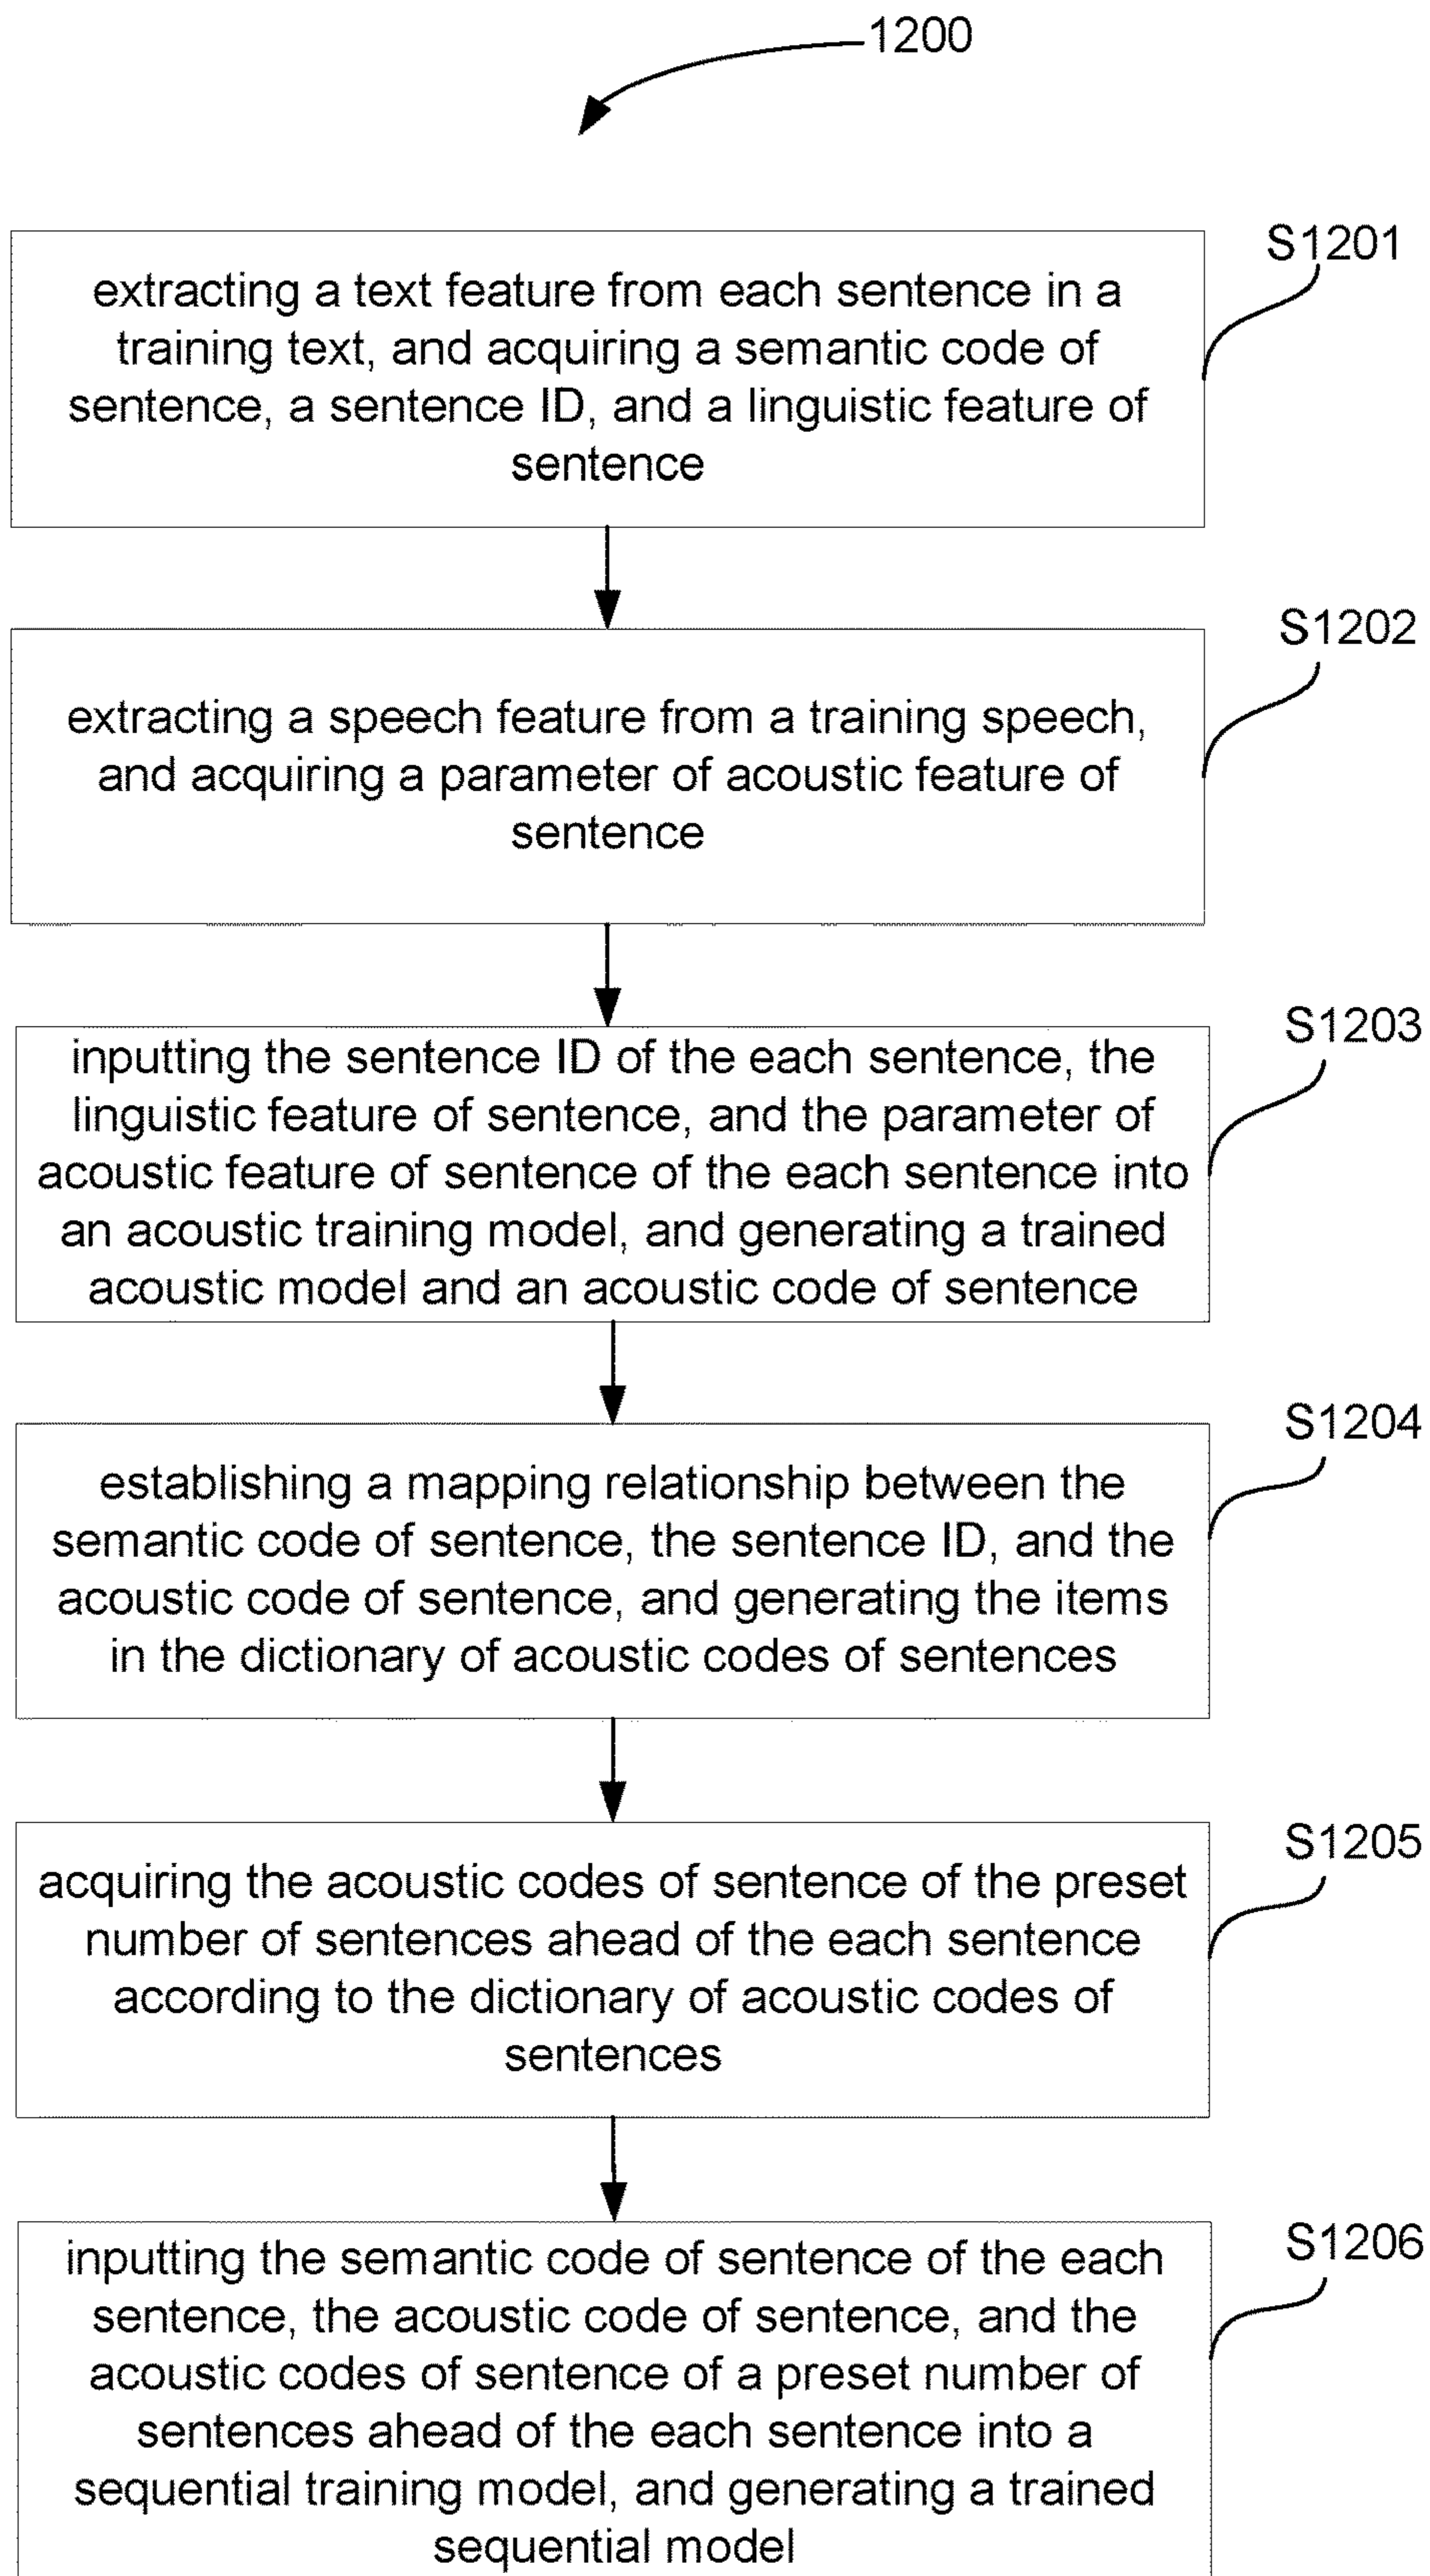 1200
S1201
extracting a text feature from each sentence in a
training text, and acquiring a semantic code of
sentence, a sentence ID, and a linguistic feature of
sentence
S1202
extracting a speech feature from a training speech,
and acquiring a parameter of acoustic feature of
sentence
S1203
inputting the sentence ID of the each sentence, the
linguistic feature of sentence, and the parameter of
acoustic feature of sentence of the each sentence into
an acoustic training model, and generating a trained
acoustic model and an acoustic code of sentence
S1204
establishing a mapping relationship between the
semantic code of sentence, the sentence ID, and the
acoustic code of sentence, and generating the items
in the dictionary of acoustic codes of sentences
S1205
acquiring the acoustic codes of sentence of the preset
number of sentences ahead of the each sentence
according to the dictionary of acoustic codes of
sentences
S1206
inputting the semantic code of sentence of the each
sentence, the acoustic code of sentence, and the
acoustic codes of sentence of a preset number of
sentences ahead of the each sentence into a
sequential training model, and generating a trained
sequential model